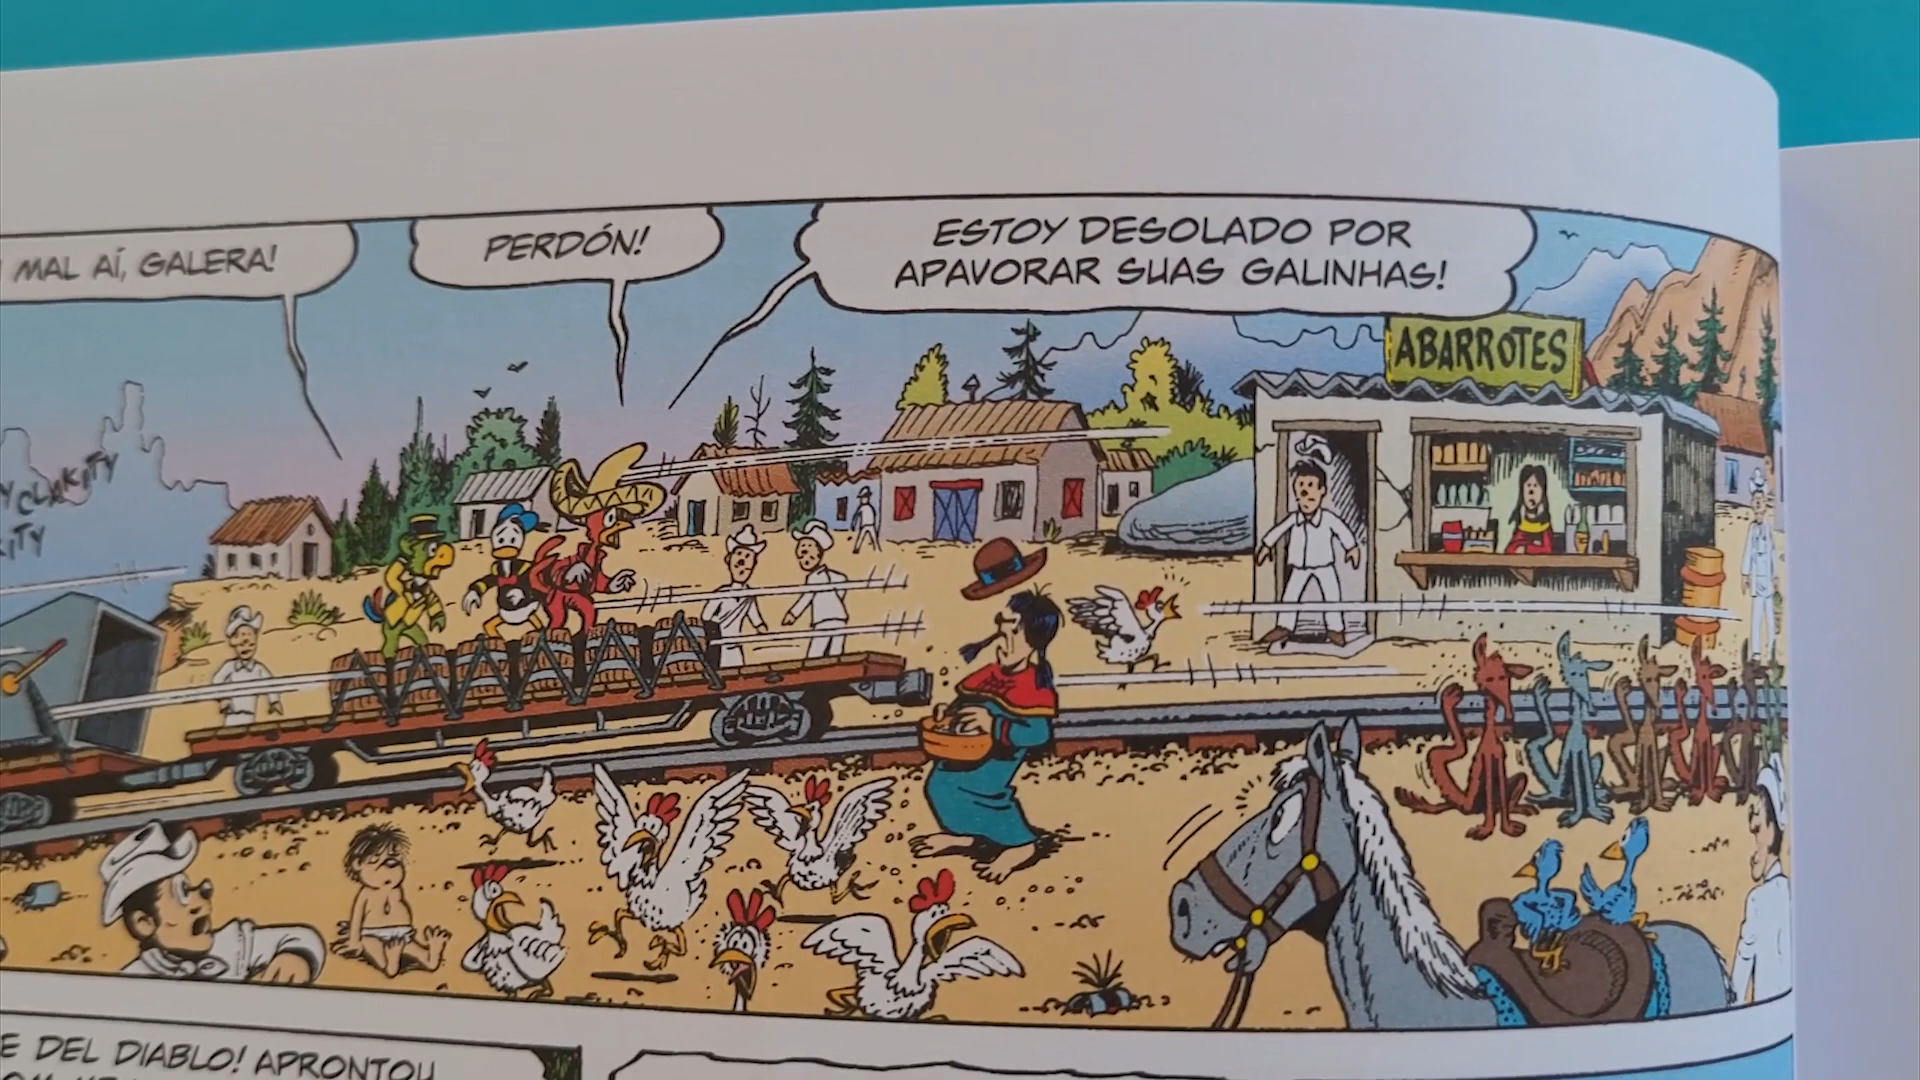 MAL AÍ, GALERA!
PERDÓN!
ESTOY DESOLADO POR
APAVORAR SUAS GALINHAS!
ABARROTES
CLAKITY
DEL DIABLO! APRONTOU